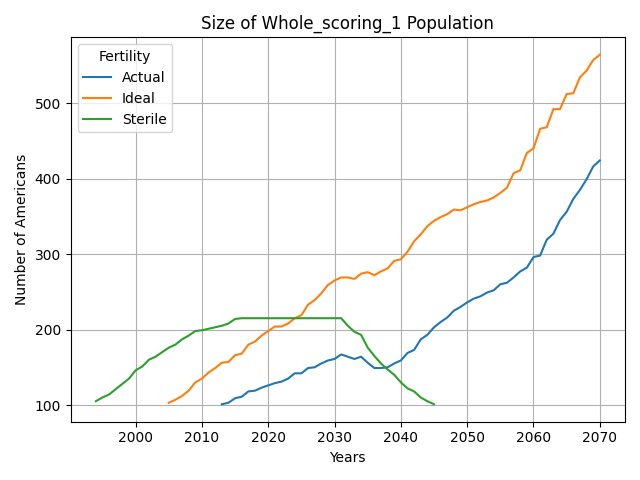 Size of Whole_scoring_1 Population
Fertility
Actual
Ideal
Sterile
Number of Americans
500
400
300
200
100
2000 2010 2020 2030 2040 2050 2060 2070
Years